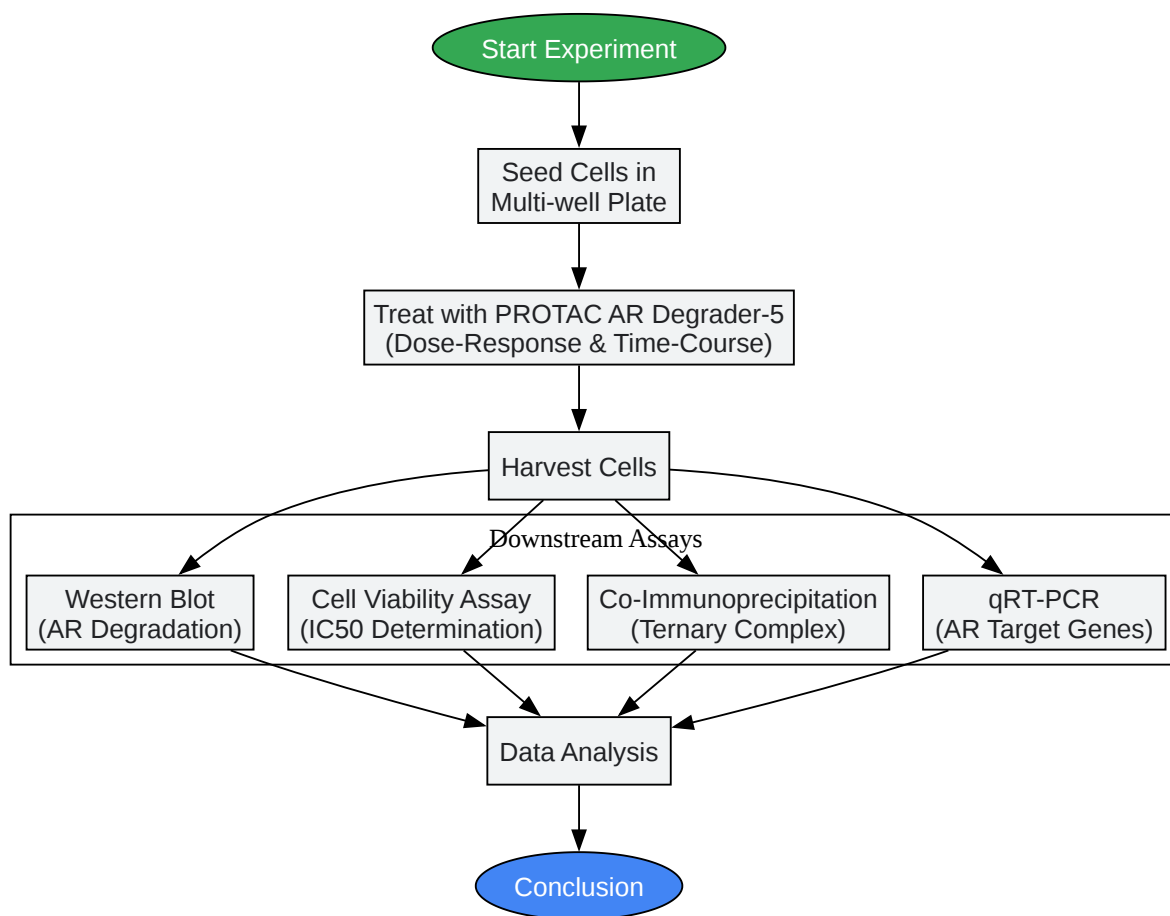 Start Experiment
Seed Cells in
Multi-well Plate
Treat with PROTAC AR Degrader-5
(Dose-Response & Time-Course)
Harvest Cells
Downstream Assays
Western Blot
(AR Degradation)
Cell Viability Assay
(IC50 Determination)
Co-Immunoprecipitation
(Ternary Complex)
qRT-PCR
(AR Target Genes)
Data Analysis
Conclusion